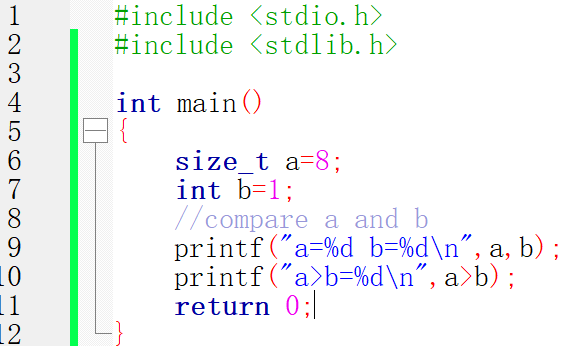 1 #include <stdio.h>
2 #include <stdlib.h>
3
4 int main()
5 {
6 size_t a=8;
7 int b=1;
8 //compare a and b
9 printf("a=%d b=%d\n",a,b);
10 printf("a>b=%d\n",a>b);
11 return 0;
12 }